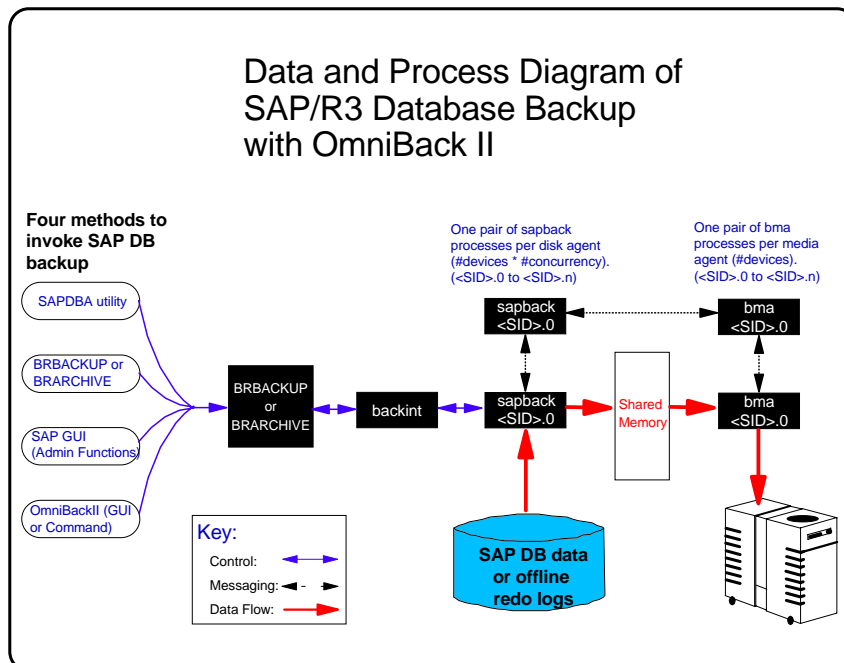 Data and Process Diagram of
SAP/R3 Database Backup
with OmniBack II
Four methods to
invoke SAP DB
backup
SAPDBA utility
BRBACKUP or
BRARCHIVE
SAP GUI
(Admin Functions)
OmniBackII (GUI
or Command)
BRBACKUP
or
BRARCHIVE
backint
One pair of sapback
processes per disk agent
(#devices * #concurrency).
(<SID>.0 to <SID>.n)
One pair of bma
processes per media
agent (#devices).
(<SID>.0 to <SID>.n)
sapback
<SID>.0
bma
<SID>.0
sapback
<SID>.0
Shared
Memory
bma
<SID>.0
SAP DB data
or offline
redo logs
Key:
Control:
Messaging:
Data Flow: